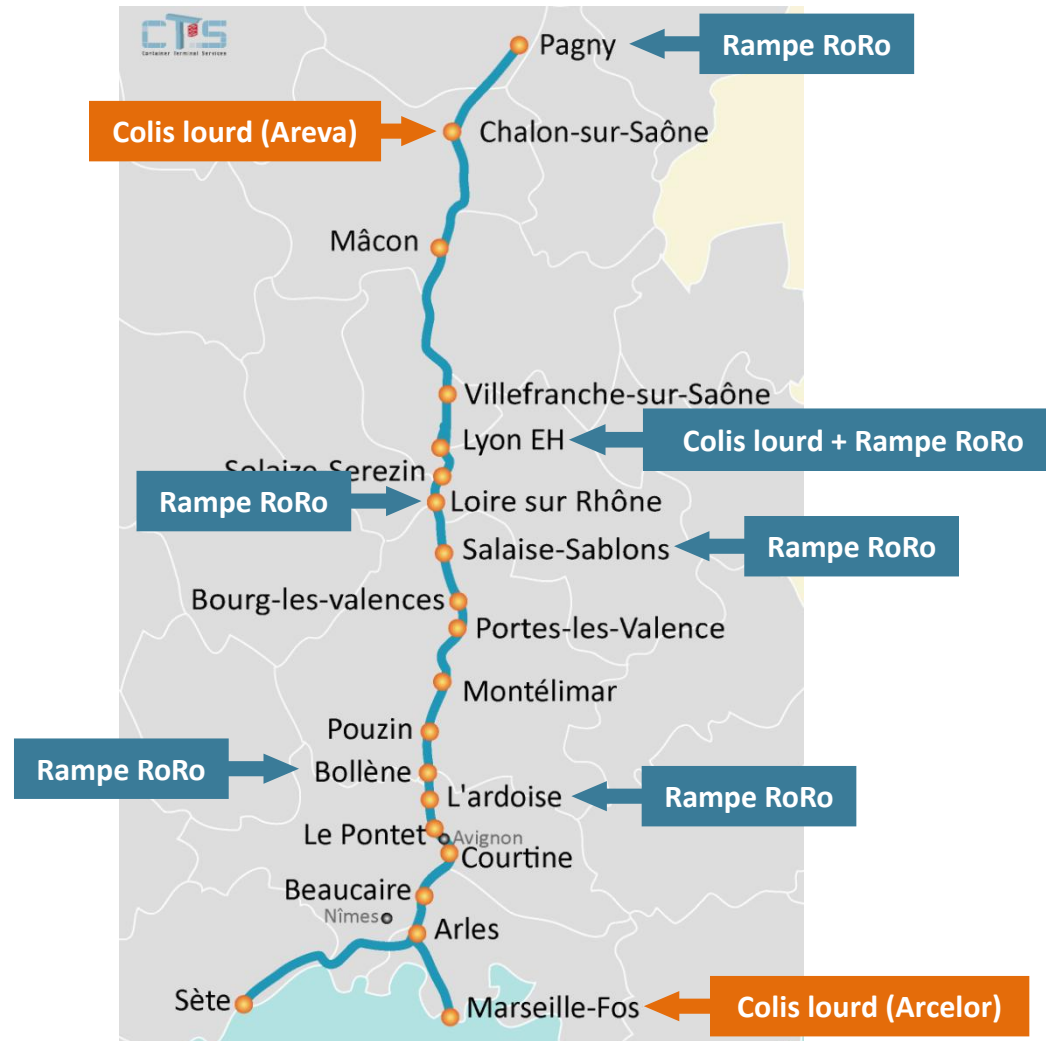 CTS
Container Terminal Services
Pagny
Rampe RoRo
Colis lourd (Areva)
Chalon-sur-Saône
Mâcon
Villefranche-sur-Saône
Lyon EH
Colis lourd + Rampe RoRo
Solaize-Serezin
Rampe RoRo
Loire sur Rhône
Salaise-Sablons
Rampe RoRo
Bourg-les-valences
Portes-les-Valence
Montélimar
Pouzin
Rampe RoRo
Bollène
L'ardoise
Rampe RoRo
Le Pontet
Avignon
Courtine
Beaucaire
Nîmes
Arles
Sète
Marseille-Fos
Colis lourd (Arcelor)